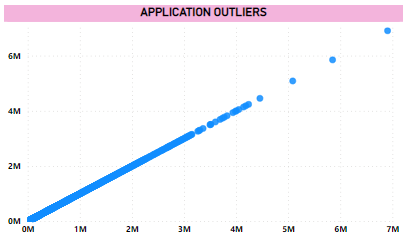 APPLICATION OUTLIERS
6M
4M
2M
0M
0M 1M 2M 3M 4M 5M 6M 7M